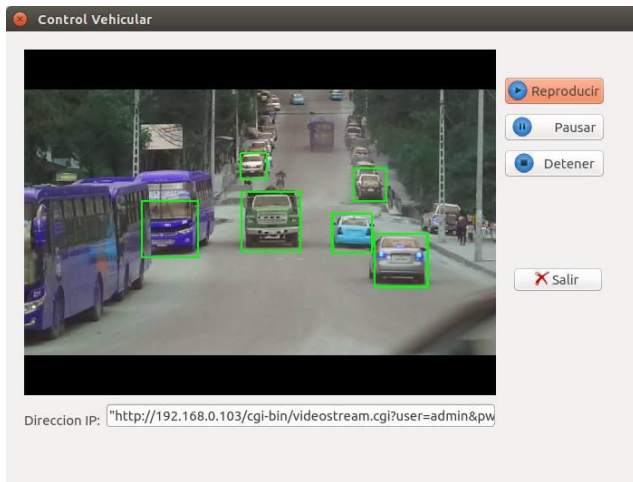 Control Vehicular
Reproducir
Pausar
Detener
Salir
Direccion IP: "http://192.168.0.103/cgi-bin/videostream.cgi?user=admin&pw